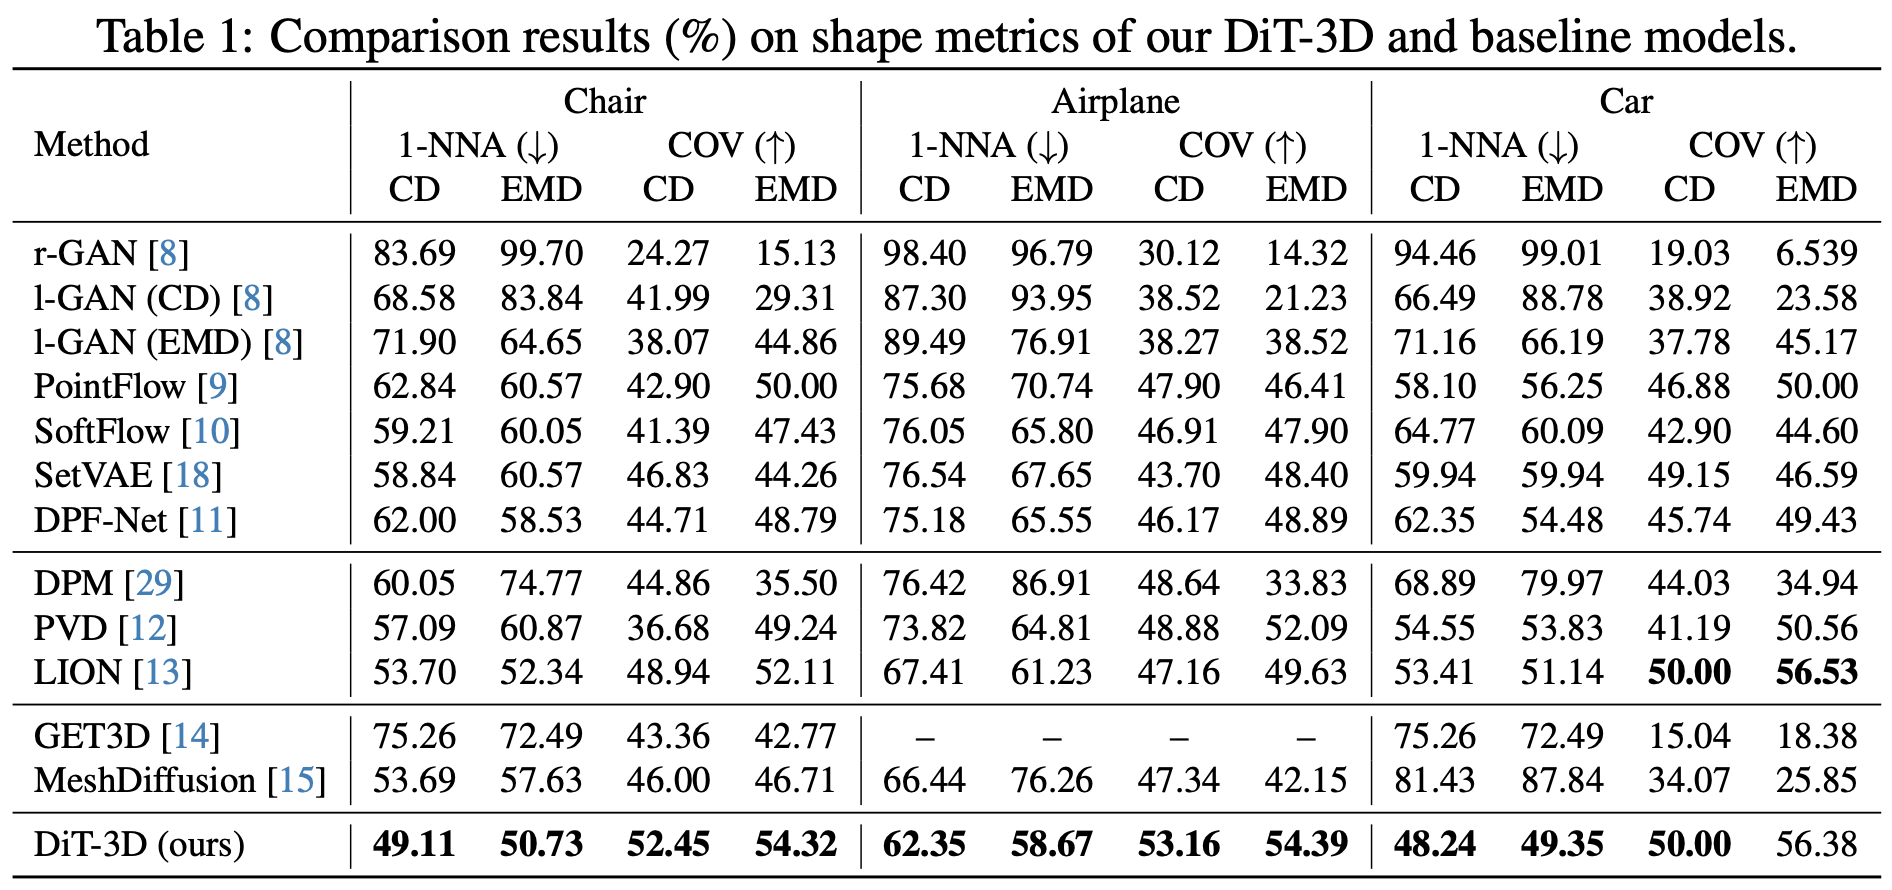 Table 1: Comparison results (%) on shape metrics of our DiT-3D and baseline models.
Chair Airplane Car
Method 1-NNA (↓) COV (↑) 1-NNA (↓) COV (↑) 1-NNA (↓) COV (↑)
CD EMD CD EMD CD EMD CD EMD CD EMD CD EMD
r-GAN [8] 83.69 99.70 24.27 15.13 98.40 96.79 30.12 14.32 94.46 99.01 19.03 6.539
l-GAN (CD) [8] 68.58 83.84 41.99 29.31 87.30 93.95 38.52 21.23 66.49 88.78 38.92 23.58
l-GAN (EMD) [8] 71.90 64.65 38.07 44.86 89.49 76.91 38.27 38.52 71.16 66.19 37.78 45.17
PointFlow [9] 62.84 60.57 42.90 50.00 75.68 70.74 47.90 46.41 58.10 56.25 46.88 50.00
SoftFlow [10] 59.21 60.05 41.39 47.43 76.05 65.80 46.91 47.90 64.77 60.09 42.90 44.60
SetVAE [18] 58.84 60.57 46.83 44.26 76.54 67.65 43.70 48.40 59.94 59.94 49.15 46.59
DPF-Net [11] 62.00 58.53 44.71 48.79 75.18 65.55 46.17 48.89 62.35 54.48 45.74 49.43
DPM [29] 60.05 74.77 44.86 35.50 76.42 86.91 48.64 33.83 68.89 79.97 44.03 34.94
PVD [12] 57.09 60.87 36.68 49.24 73.82 64.81 48.88 52.09 54.55 53.83 41.19 50.56
LION [13] 53.70 52.34 48.94 52.11 67.41 61.23 47.16 49.63 53.41 51.14 50.00 56.53
GET3D [14] 75.26 72.49 43.36 42.77 – – – – 75.26 72.49 15.04 18.38
MeshDiffusion [15] 53.69 57.63 46.00 46.71 66.44 76.26 47.34 42.15 81.43 87.84 34.07 25.85
DiT-3D (ours) 49.11 50.73 52.45 54.32 62.35 58.67 53.16 54.39 48.24 49.35 50.00 56.38